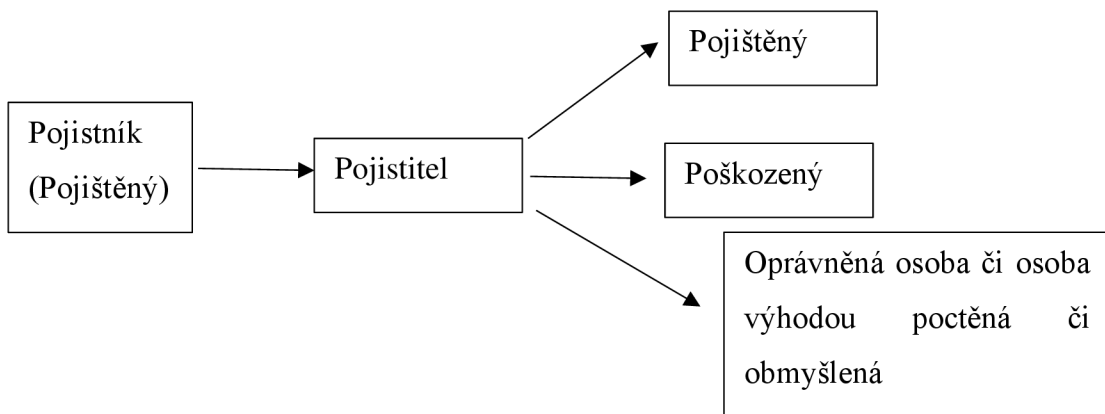 Pojištěný
Pojistník
(Pojištěný)
Pojistitel
Poškozený
Oprávněná osoba či osoba
výhodou poctěná či
obmyšlená